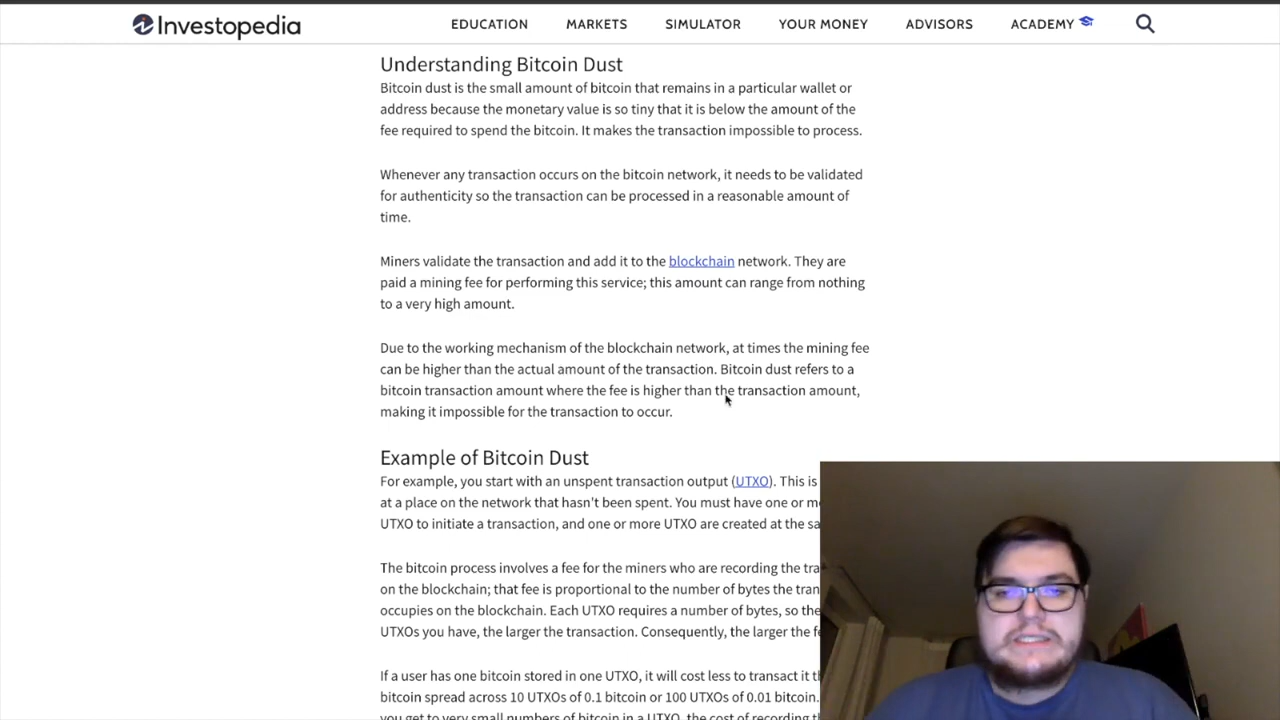 Investopedia
EDUCATION MARKETS SIMULATOR YOUR MONEY ADVISORS ACADEMY
Understanding Bitcoin Dust
Bitcoin dust is the small amount of bitcoin that remains in a particular wallet or
address because the monetary value is so tiny that it is below the amount of the
fee required to spend the bitcoin. It makes the transaction impossible to process.
Whenever any transaction occurs on the bitcoin network, it needs to be validated
for authenticity so the transaction can be processed in a reasonable amount of
time.
Miners validate the transaction and add it to the blockchain network. They are
paid a mining fee for performing this service; this amount can range from nothing
to a very high amount.
Due to the working mechanism of the blockchain network, at times the mining fee
can be higher than the actual amount of the transaction. Bitcoin dust refers to a
bitcoin transaction amount where the fee is higher than the transaction amount,
making it impossible for the transaction to occur.
Example of Bitcoin Dust
For example, you start with an unspent transaction output (UTXO). This is
at a place on the network that hasn't been spent. You must have one or
UTXO to initiate a transaction, and one or more UTXO are created at the
The bitcoin process involves a fee for the miners who are recording the
on the blockchain; that fee is proportional to the number of bytes the
occupies on the blockchain. Each UTXO requires a number of bytes, so the
UTXOs you have, the larger the transaction. Consequently, the larger the
If a user has one bitcoin stored in one UTXO, it will cost less to transact it
bitcoin spread across 10 UTXOs of 0.1 bitcoin or 100 UTXOs of 0.01 bitcoin.
you get to very small numbers of bitcoin in a UTXO, the cost of recording